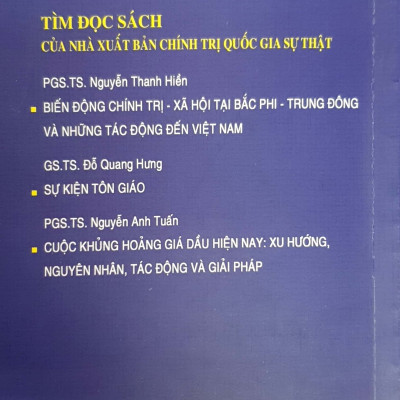 TÌM ĐỌC SÁCH
CỦA NHÀ XUẤT BẢN CHÍNH TRỊ QUỐC GIA SỰ THẬT
PGS.TS. Nguyễn Thanh Hiền
BIẾN ĐỘNG CHÍNH TRỊ - XÃ HỘI TẠI BẮC PHI - TRUNG ĐÔNG
VÀ NHỮNG TÁC ĐỘNG ĐẾN VIỆT NAM
GS.TS. Đỗ Quang Hưng
SỰ KIỆN TÔN GIÁO
PGS.TS. Nguyễn Anh Tuấn
CUỘC KHỦNG HOẢNG GIÁ DẦU HIỆN NAY: XU HƯỚNG,
NGUYÊN NHÂN, TÁC ĐỘNG VÀ GIẢI PHÁP